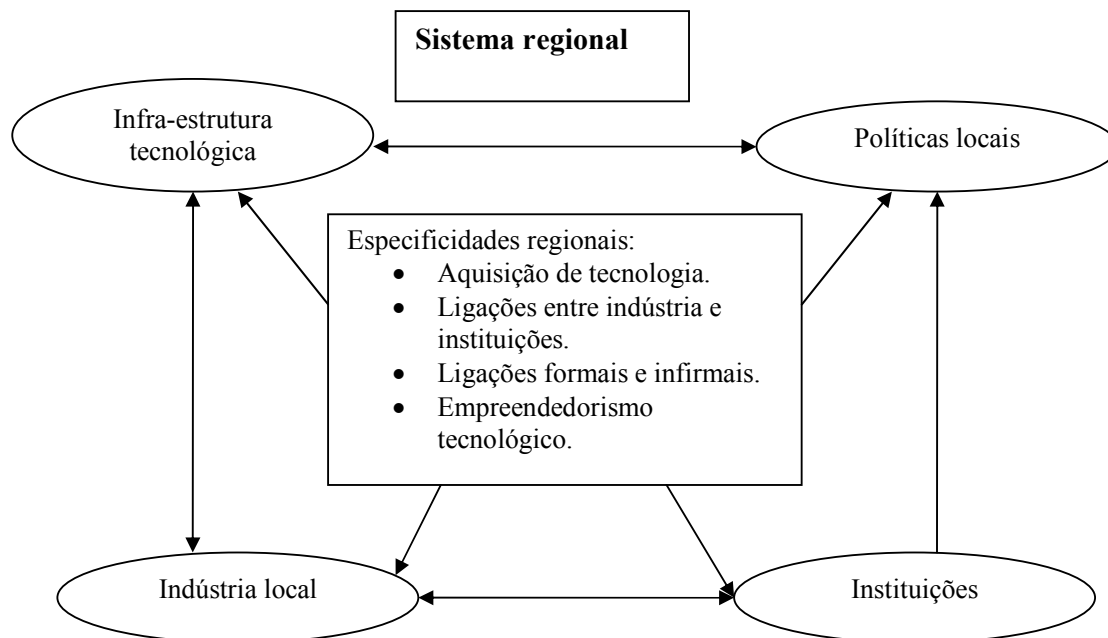 Sistema regional
Infra-estrutura
tecnológica
Políticas locais
Especificidades regionais:
• Aquisição de tecnologia.
• Ligações entre indústria e
instituições.
• Ligações formais e infirmais.
• Empreendedorismo
tecnológico.
Indústria local
Instituições